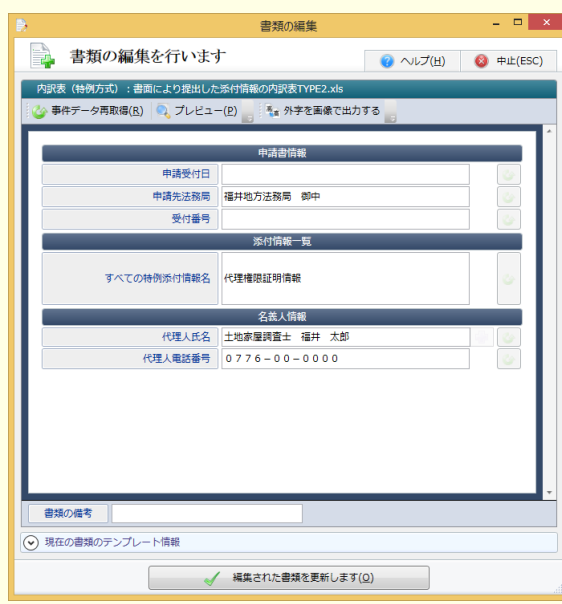 書類の編集
書類の編集を行います
ヘルプ(H)
中止(ESC)
内訳表（特例方式）：書面により提出した添付情報の内訳表TYPE2.xls
事件データ再取得(R)
プレビュー(P)
外字を画像で出力する
申請書情報
申請受付日
申請先法務局 福井地方法務局　御中
受付番号
添付情報一覧
すべての特例添付情報名 代理権限証明情報
名義人情報
代理人氏名 土地家屋調査士　福井　太郎
代理人電話番号 ０７７６－００－００００
書類の備考
現在の書類のテンプレート情報
編集された書類を更新します(O)